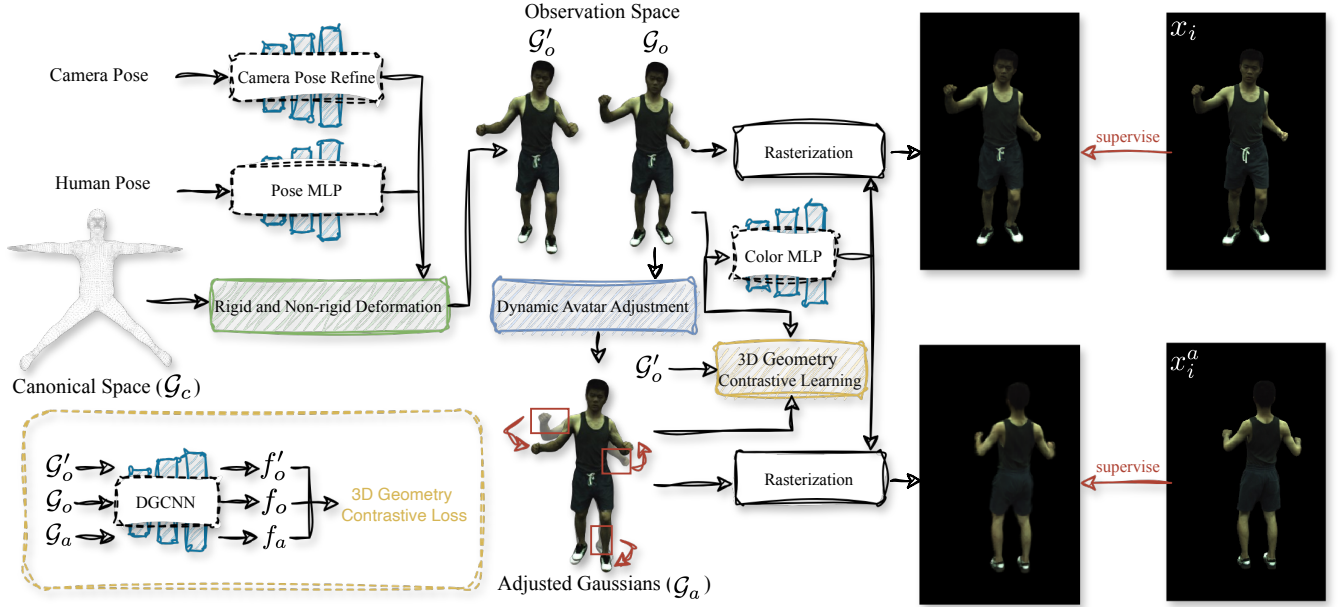 Observation Space
𝒢′ₒ
𝒢ₒ
xᵢ
Camera Pose
Camera Pose Refine
Rasterization
supervise
Human Pose
Pose MLP
Color MLP
Rigid and Non-rigid Deformation
Dynamic Avatar Adjustment
𝒢′ₒ
3D Geometry
Contrastive Learning
xᵢᵃ
Canonical Space (𝒢_c)
𝒢′ₒ
f′ₒ
𝒢ₒ
DGCNN
fₒ
𝒢ₐ
fₐ
3D Geometry
Contrastive Loss
Rasterization
supervise
Adjusted Gaussians (𝒢ₐ)